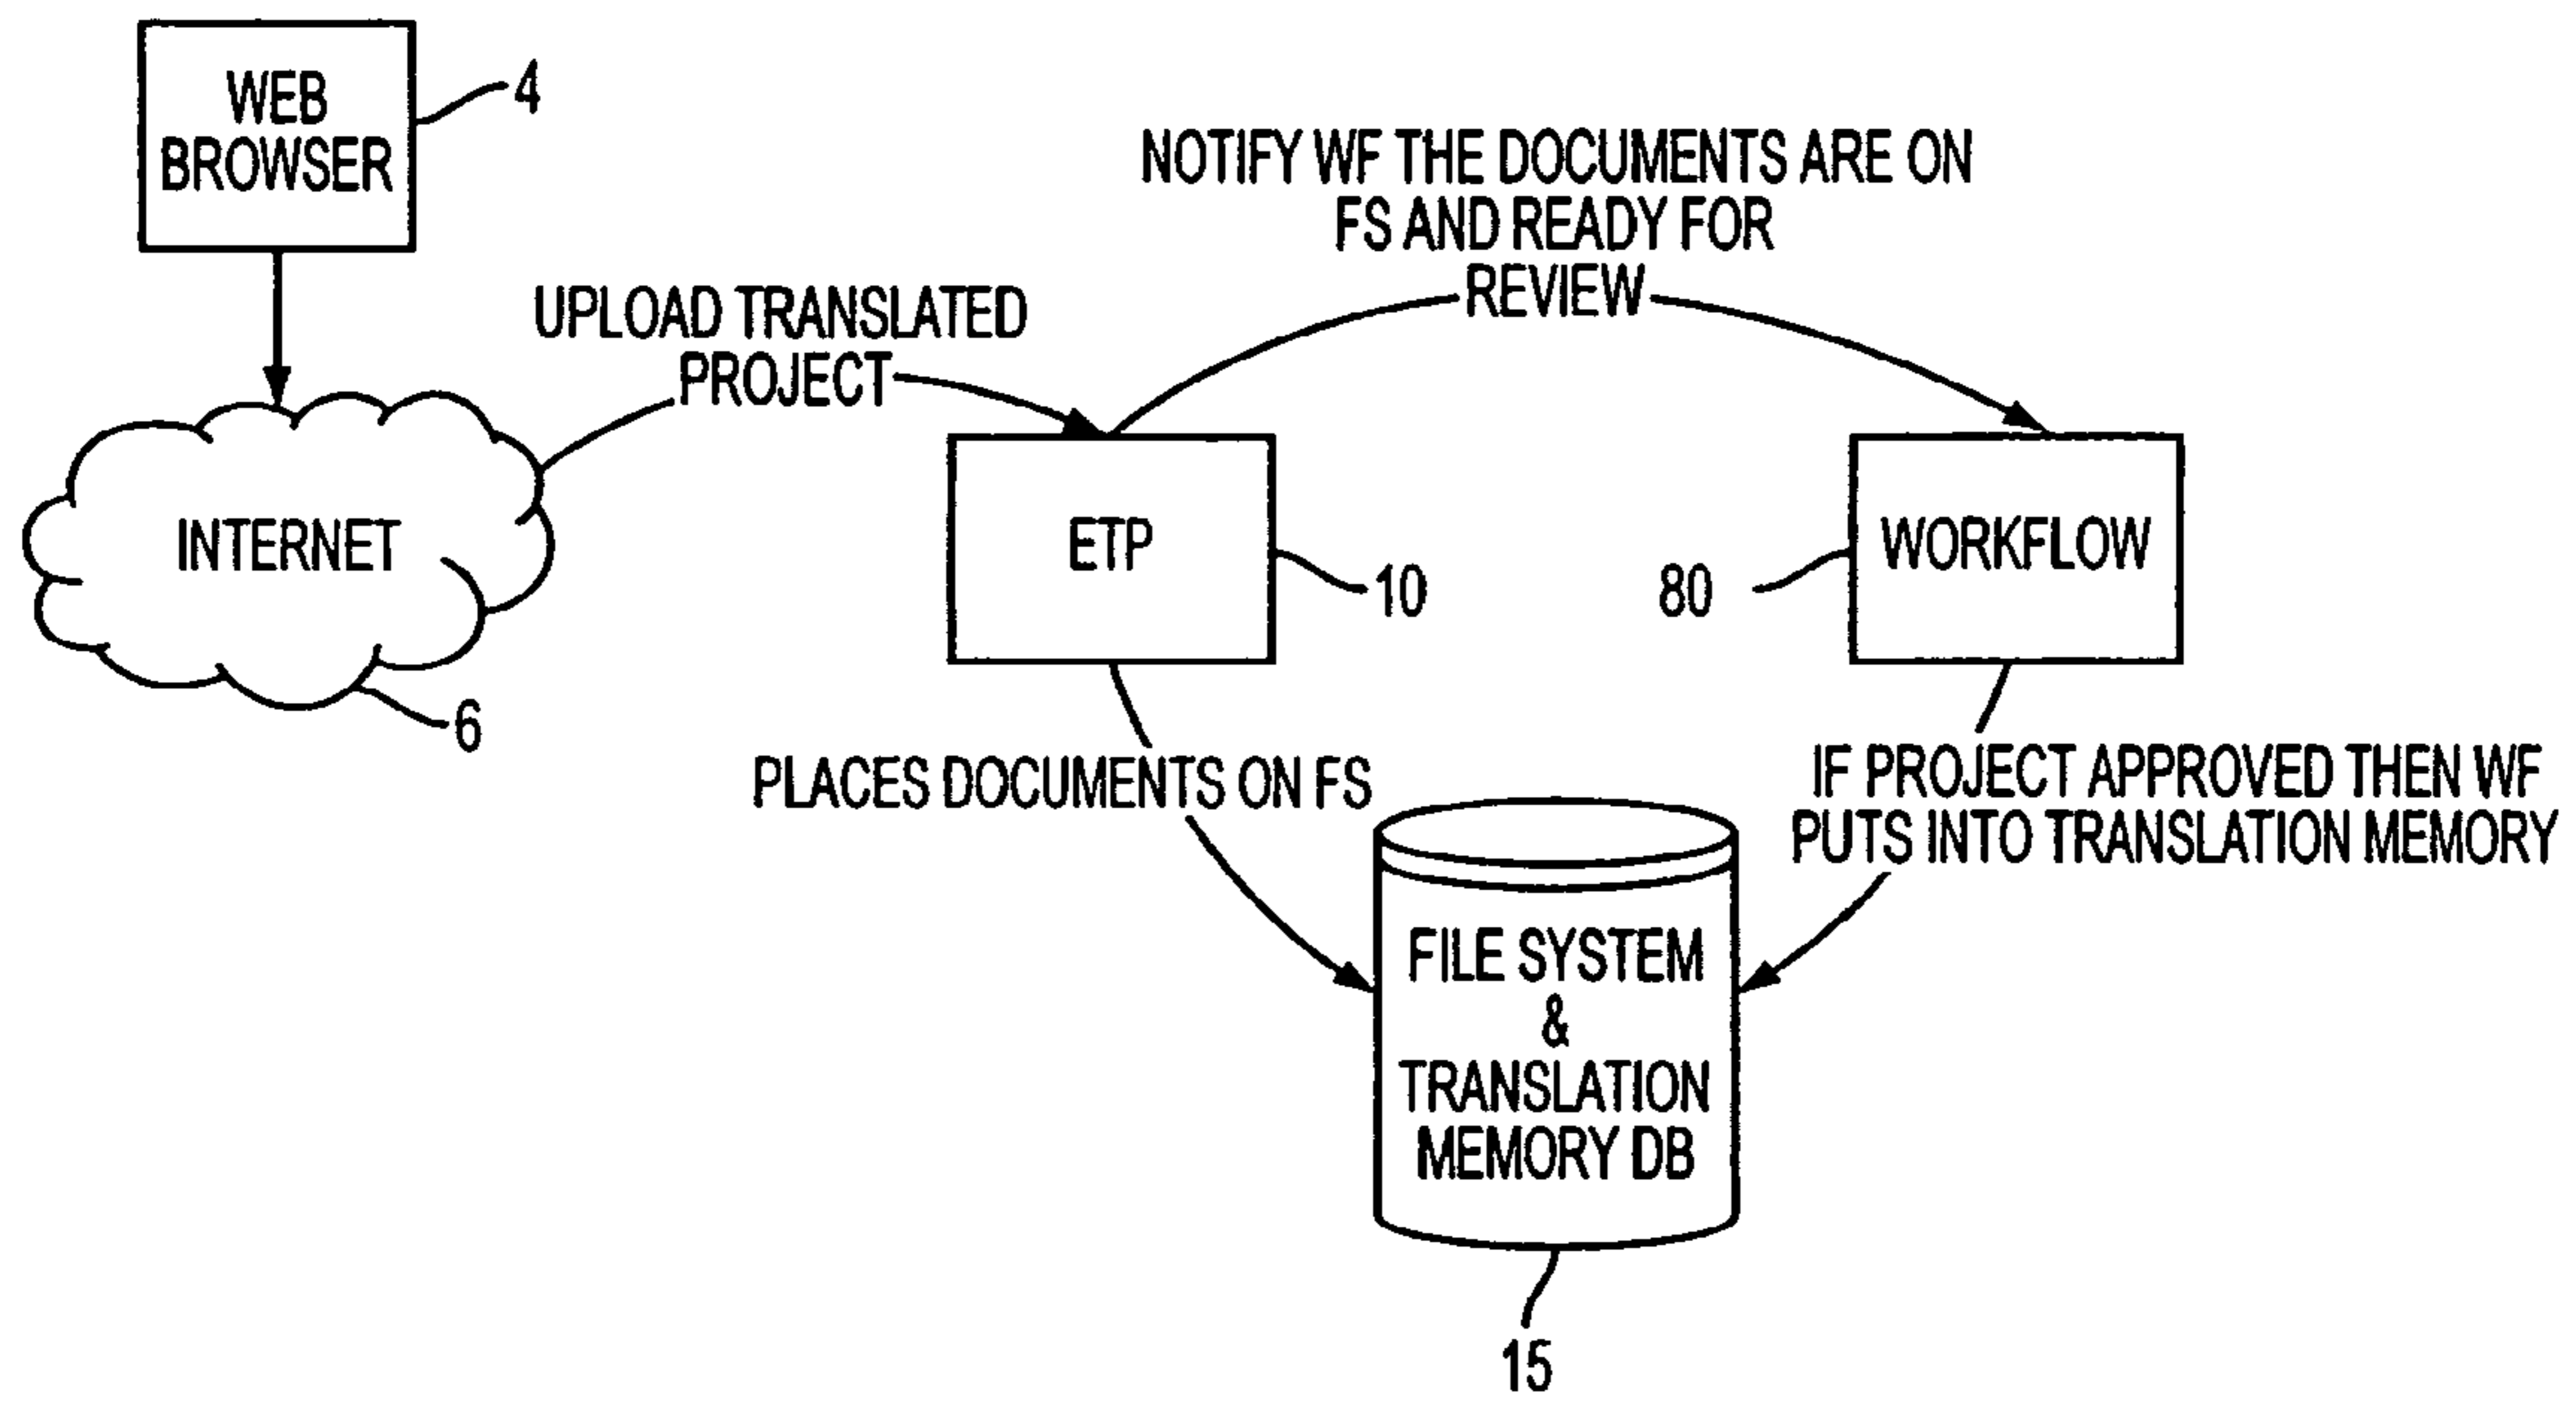 WEB
BROWSER
4
NOTIFY WF THE DOCUMENTS ARE ON
FS AND READY FOR
REVIEW
UPLOAD TRANSLATED
PROJECT
INTERNET
6
ETP
10
WORKFLOW
80
PLACES DOCUMENTS ON FS
IF PROJECT APPROVED THEN WF
PUTS INTO TRANSLATION MEMORY
FILE SYSTEM
&
TRANSLATION
MEMORY DB
15